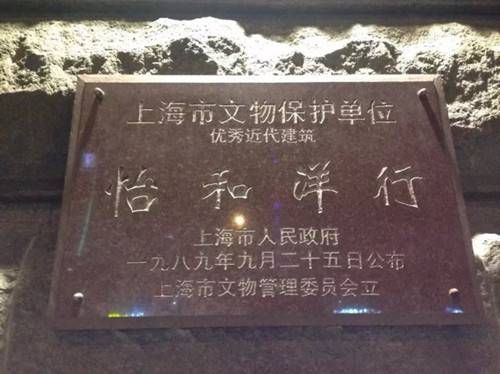 上海市文物保护单位
优秀近代建筑
怡和洋行
上海市人民政府
一九八九年九月二十五日公布
上海市文物管理委员会立